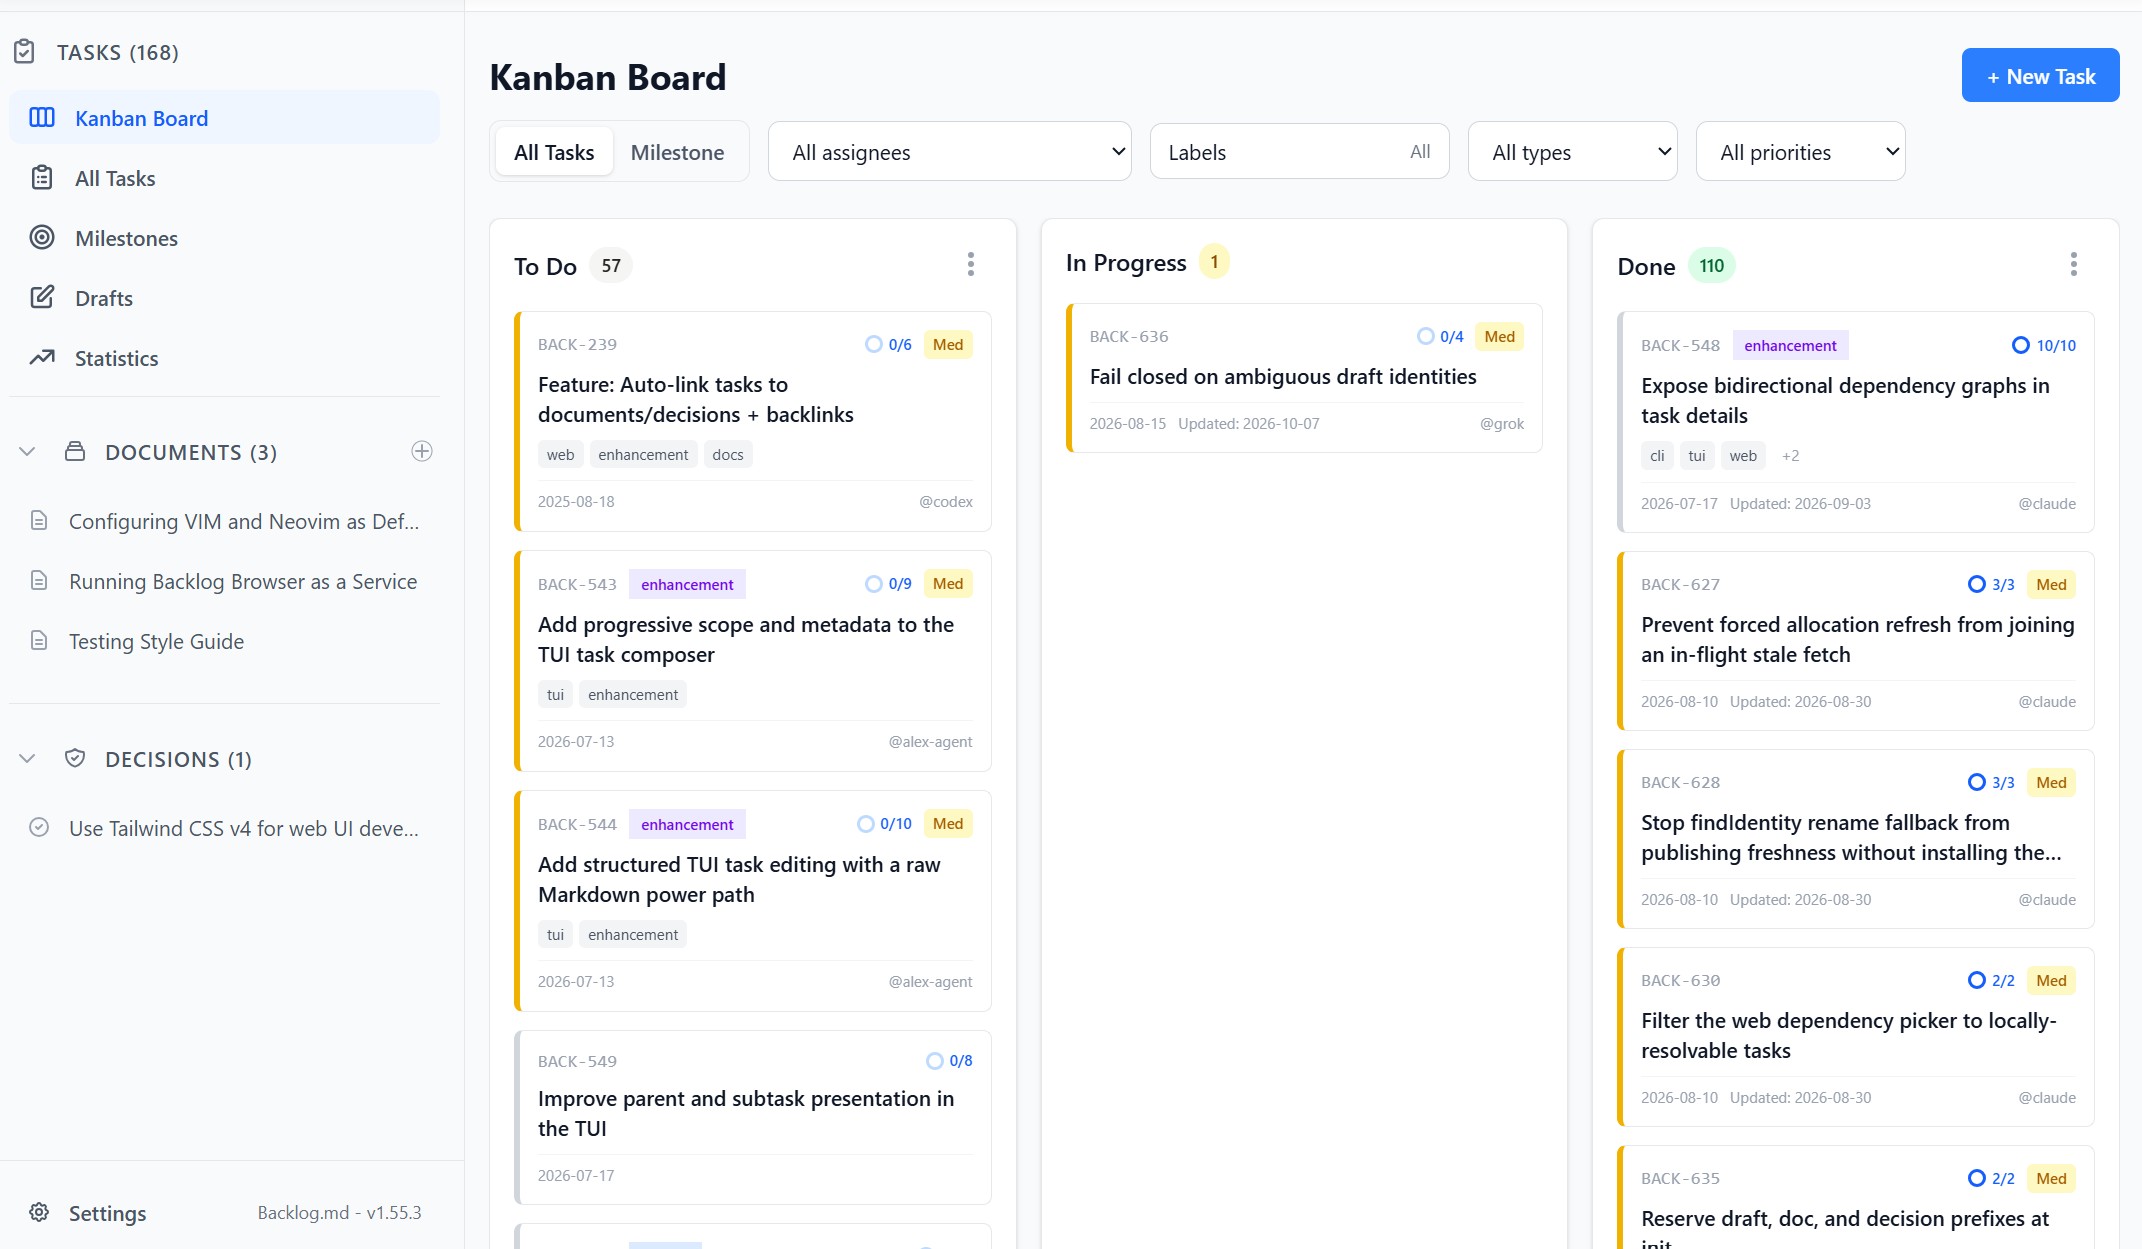 TASKS (168)
Kanban Board
All Tasks
Milestones
Drafts
Statistics
DOCUMENTS (3)
Configuring VIM and Neovim as Def...
Running Backlog Browser as a Service
Testing Style Guide
DECISIONS (1)
Use Tailwind CSS v4 for web UI deve...
Settings
Backlog.md - v1.55.3
Kanban Board
+ New Task
All Tasks
Milestone
All assignees
Labels
All
All types
All priorities
To Do 57
BACK-239
0/6
Med
Feature: Auto-link tasks to
documents/decisions + backlinks
web
enhancement
docs
2025-08-18
@codex
BACK-543
enhancement
0/9
Med
Add progressive scope and metadata to the
TUI task composer
tui
enhancement
2026-07-13
@alex-agent
BACK-544
enhancement
0/10
Med
Add structured TUI task editing with a raw
Markdown power path
tui
enhancement
2026-07-13
@alex-agent
BACK-549
0/8
Improve parent and subtask presentation in
the TUI
2026-07-17
In Progress 1
BACK-636
0/4
Med
Fail closed on ambiguous draft identities
2026-08-15
Updated: 2026-10-07
@grok
Done 110
BACK-548
enhancement
10/10
Expose bidirectional dependency graphs in
task details
cli
tui
web
+2
2026-07-17
Updated: 2026-09-03
@claude
BACK-627
3/3
Med
Prevent forced allocation refresh from joining
an in-flight stale fetch
2026-08-10
Updated: 2026-08-30
@claude
BACK-628
3/3
Med
Stop findIdentity rename fallback from
publishing freshness without installing the...
2026-08-10
Updated: 2026-08-30
@claude
BACK-630
2/2
Med
Filter the web dependency picker to locally-
resolvable tasks
2026-08-10
Updated: 2026-08-30
@claude
BACK-635
2/2
Med
Reserve draft, doc, and decision prefixes at
init